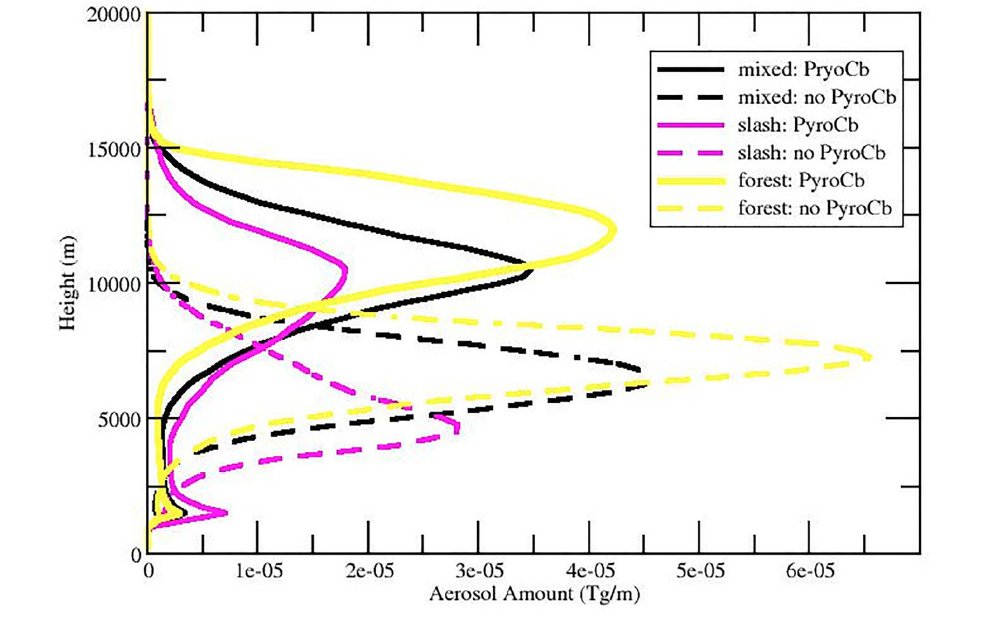 20000
15000
10000
5000
0
Height (m)
mixed: PryoCb
mixed: no PyroCb
slash: PyroCb
slash: no PyroCb
forest: PyroCb
forest: no PyroCb
0 1e-05 2e-05 3e-05 4e-05 5e-05 6e-05
Aerosol Amount (Tg/m)